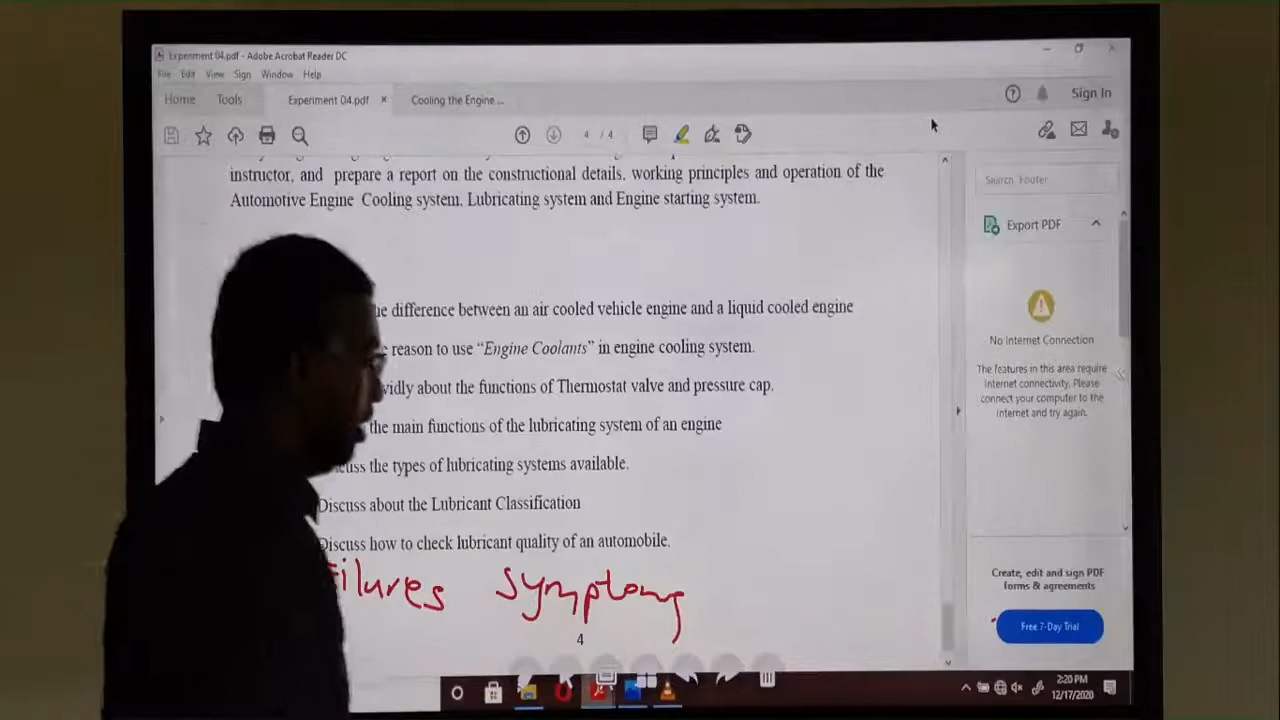 Experiment 04.pdf - Adobe Acrobat Reader DC
File Edit View Sign Window Help
Home Tools Experiment 04.pdf × Cooling the Engine ...
Sign In
4 / 4
instructor, and prepare a report on the constructional details, working principles and operation of the
Automotive Engine Cooling system, Lubricating system and Engine starting system.
difference between an air cooled vehicle engine and a liquid cooled engine
reason to use “Engine Coolants” in engine cooling system.
about the functions of Thermostat valve and pressure cap.
the main functions of the lubricating system of an engine
the types of lubricating systems available.
Discuss about the Lubricant Classification
Discuss how to check lubricant quality of an automobile.
4
Export PDF
No Internet Connection
The features in this area require
Internet connectivity. Please
connect your computer to the
Internet and try again.
Create, edit and sign PDF
forms & agreements
Free 7-Day Trial
2:20 PM
12/17/2020